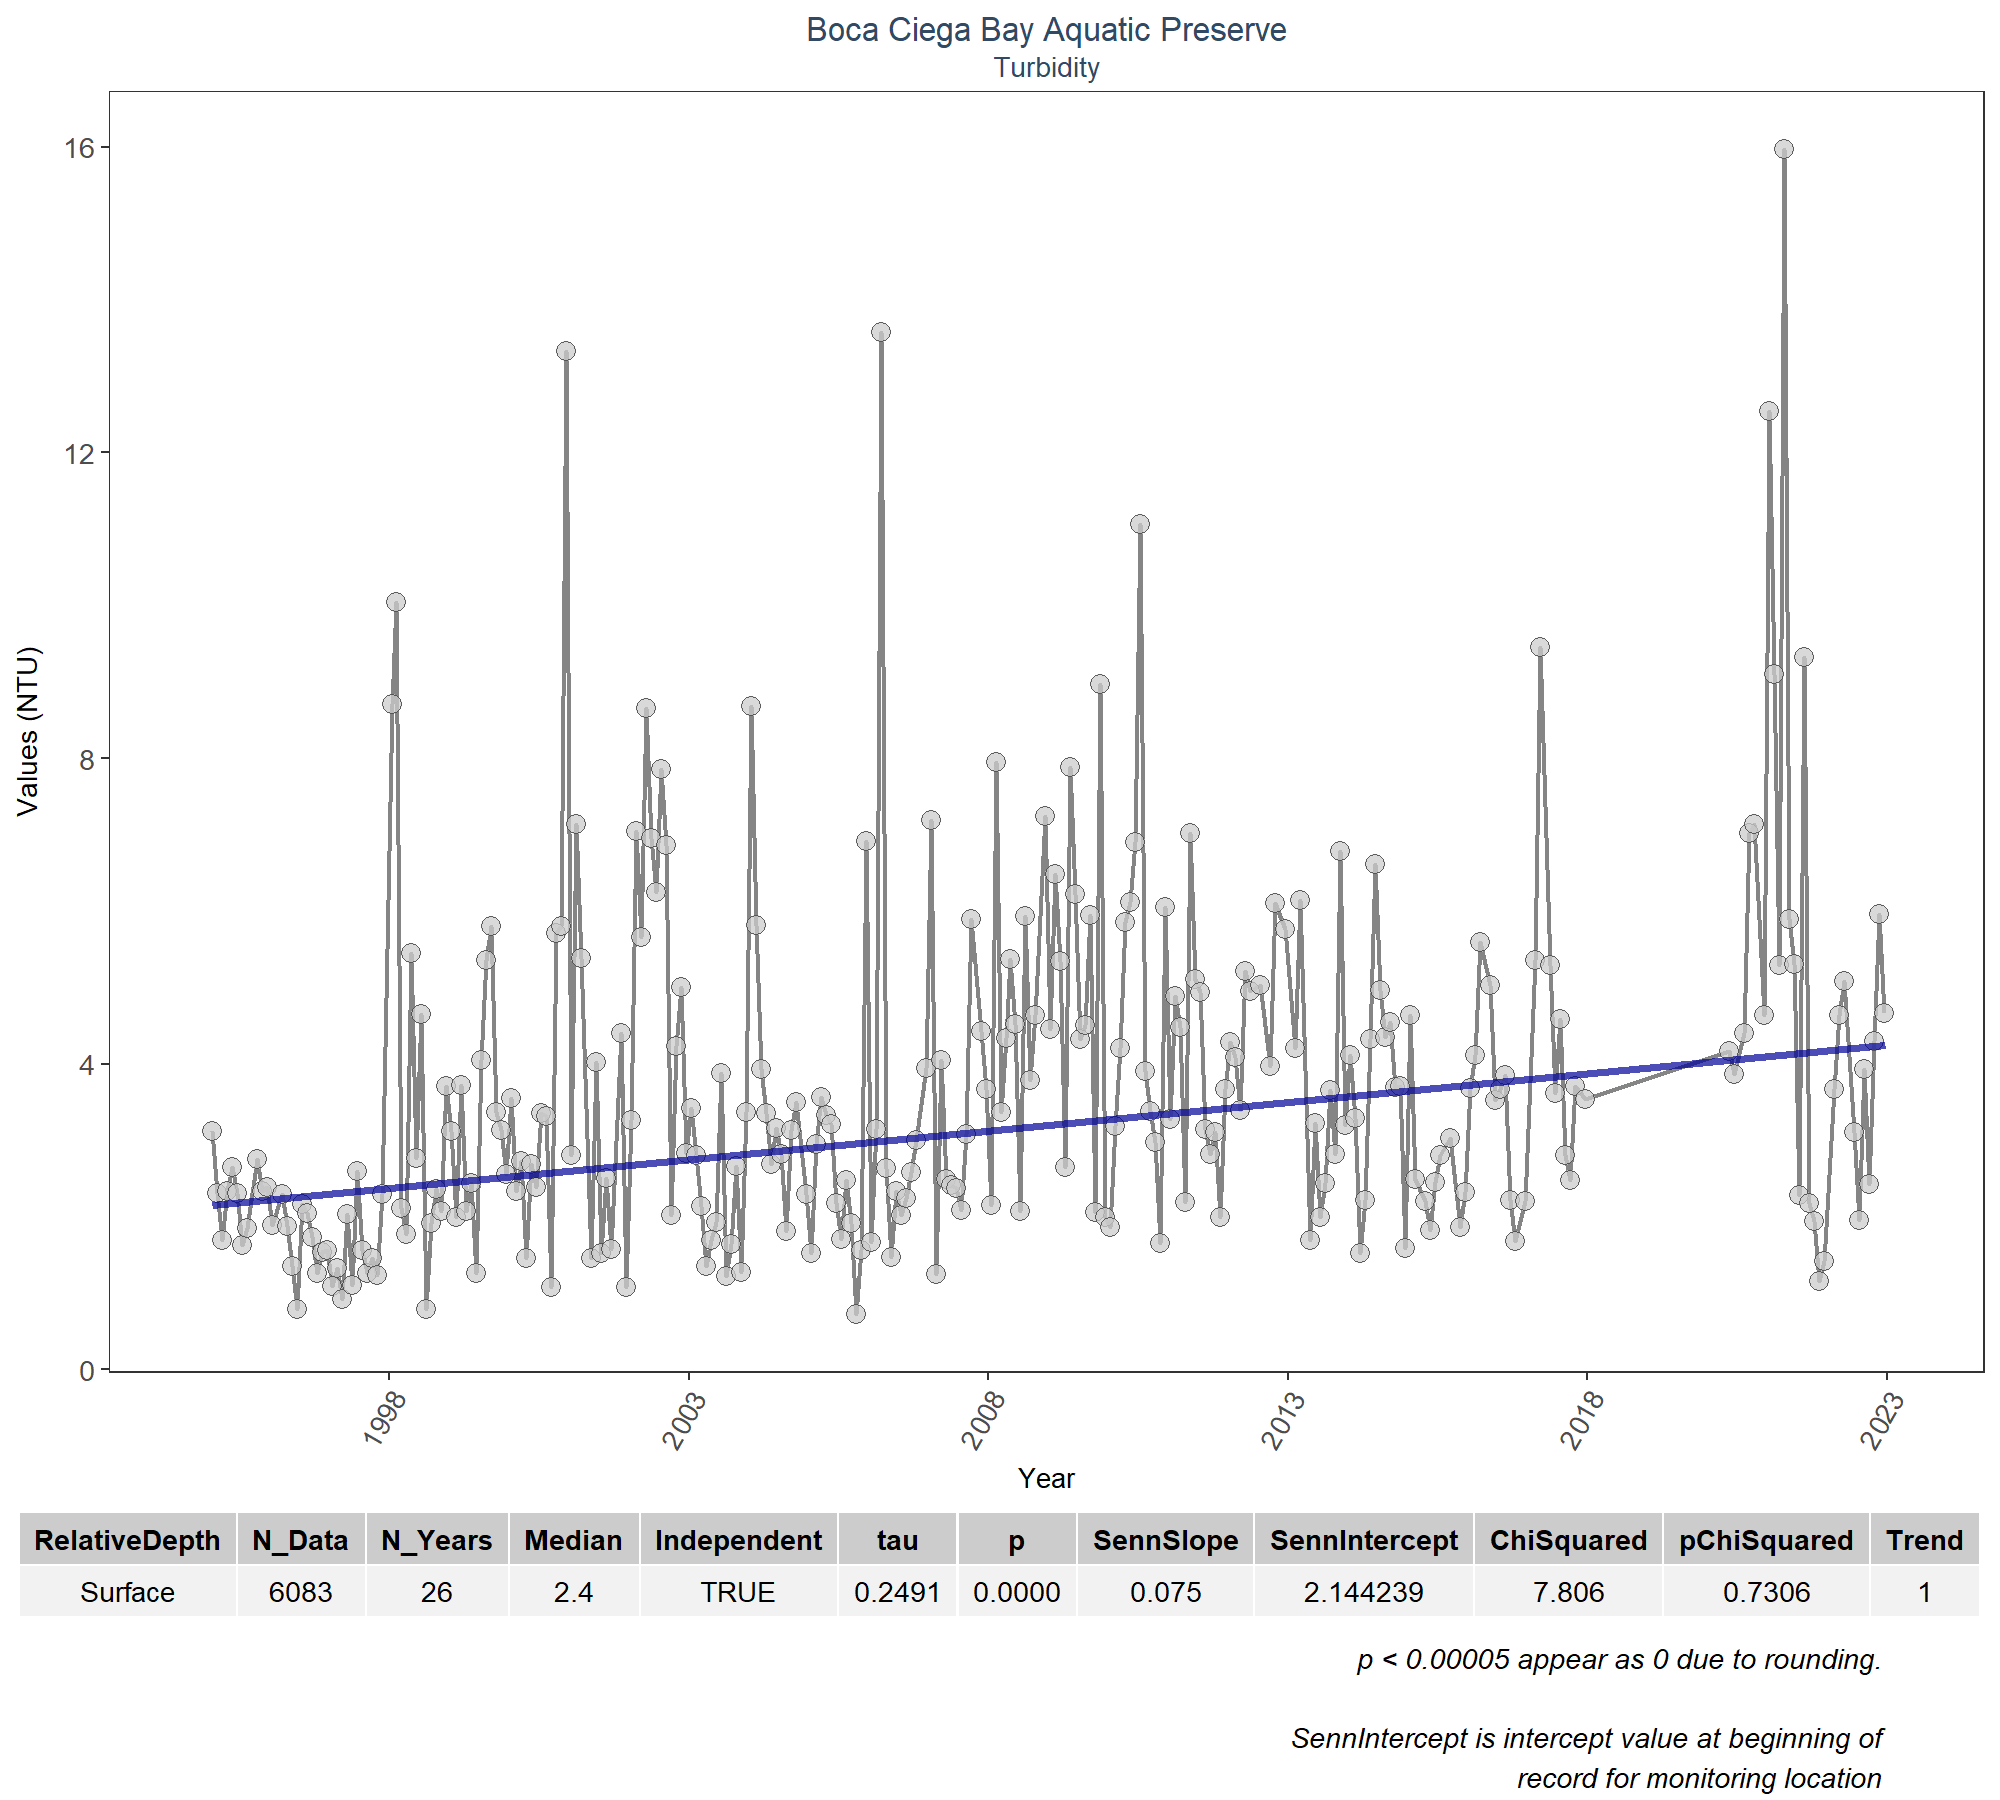 Boca Ciega Bay Aquatic Preserve
Turbidity
16
12
8
4
0
Values (NTU)
1998
2003
2008
2013
2018
2023
Year
RelativeDepth N_Data N_Years Median Independent tau p SennSlope SennIntercept ChiSquared pChiSquared Trend
Surface 6083 26 2.4 TRUE 0.2491 0.0000 0.075 2.144239 7.806 0.7306 1
p < 0.00005 appear as 0 due to rounding.
SennIntercept is intercept value at beginning of
record for monitoring location